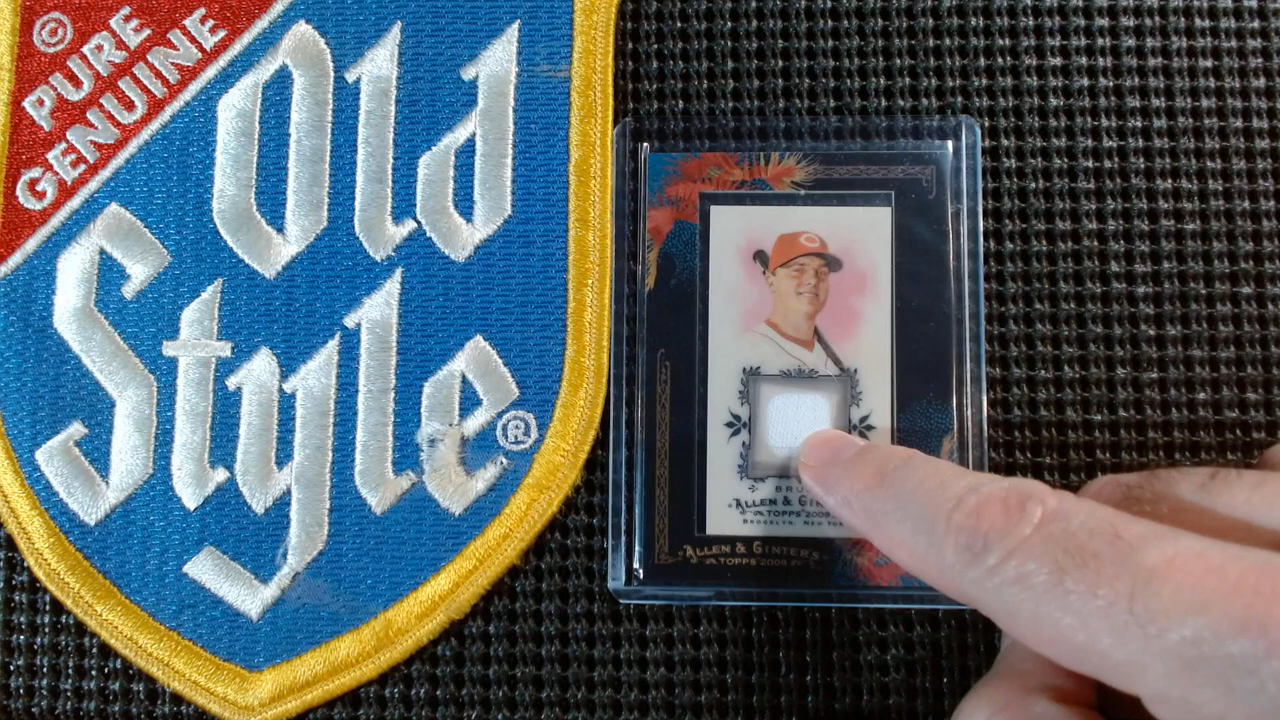 ©
PURE
GENUINE
Old
Style
®
C
BRU
ALLEN & GIN
TOPPS 2009
BROOKLYN, NEW YORK
ALLEN & GINTER'S
TOPPS 2009